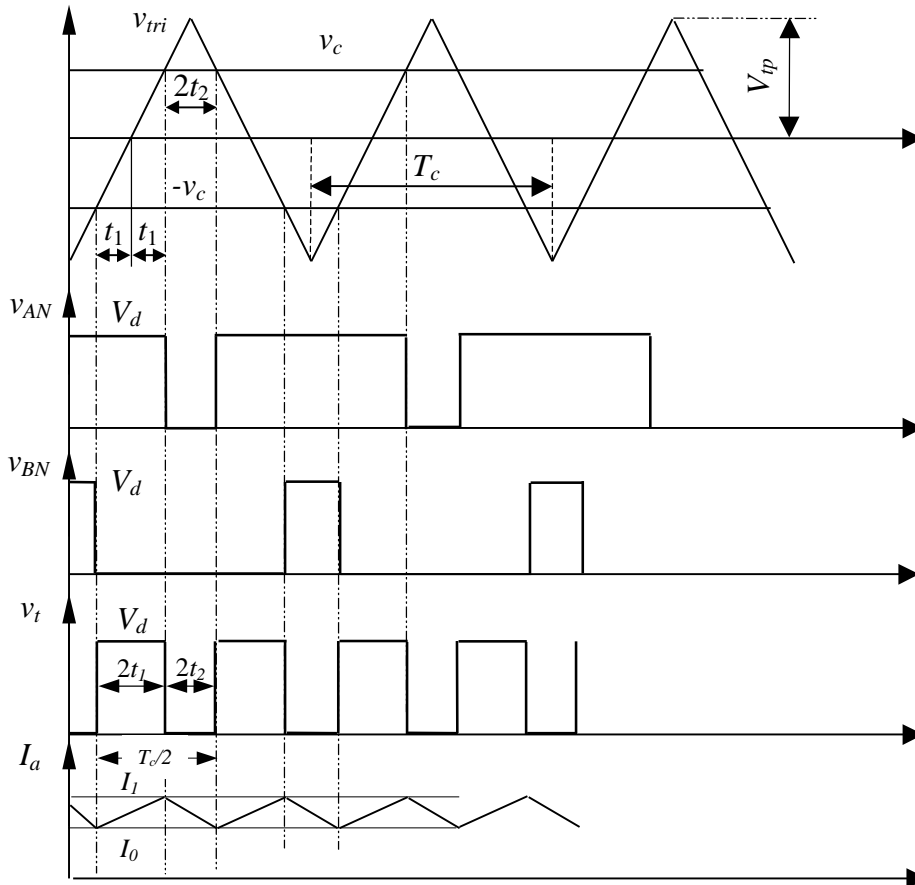 v_tri
v_c
2t_2
V_tp
T_c
-v_c
t_1 t_1
v_AN
V_d
v_BN
V_d
v_t
V_d
2t_1 2t_2
I_a
T_c/2
I_1
I_0